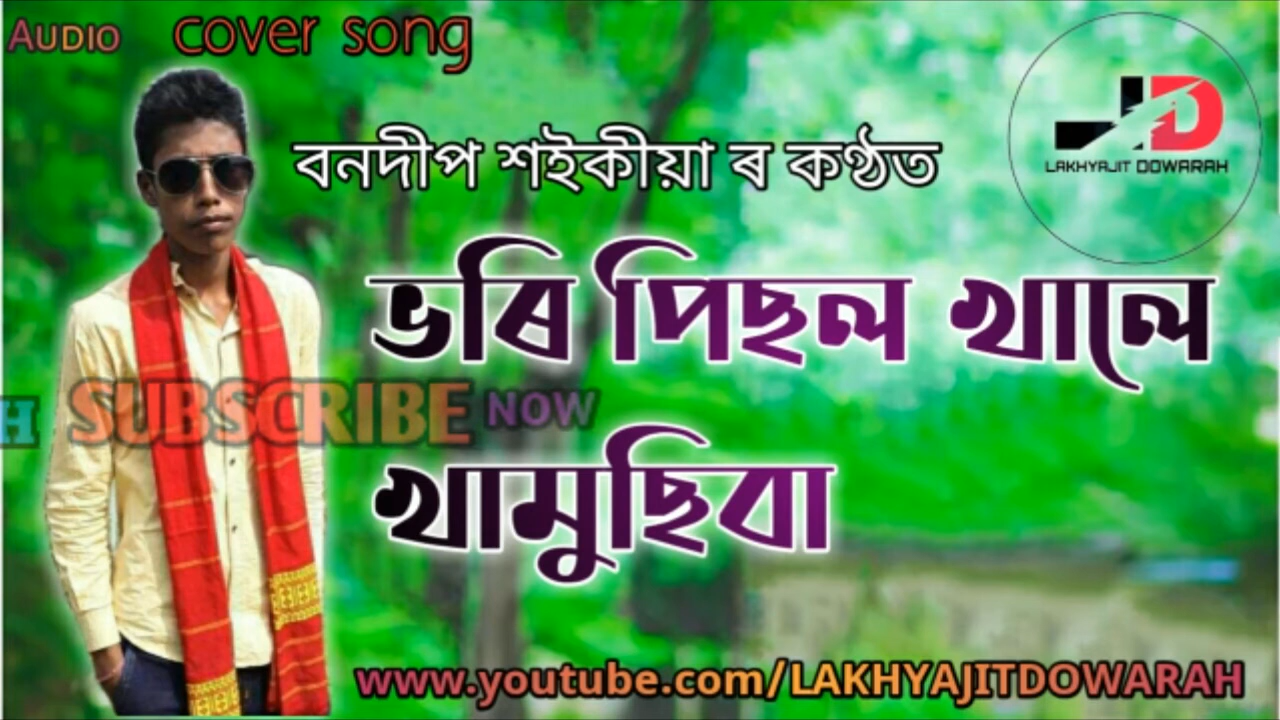 AUDIO cover song
LAKHYAJIT DOWARAH
বনদীপ শইকীয়া ৰ কণ্ঠত
ভৰি পিছল খালে
H SUBSCRIBE NOW
খামুছিবা
www.youtube.com/LAKHYAJITDOWARAH